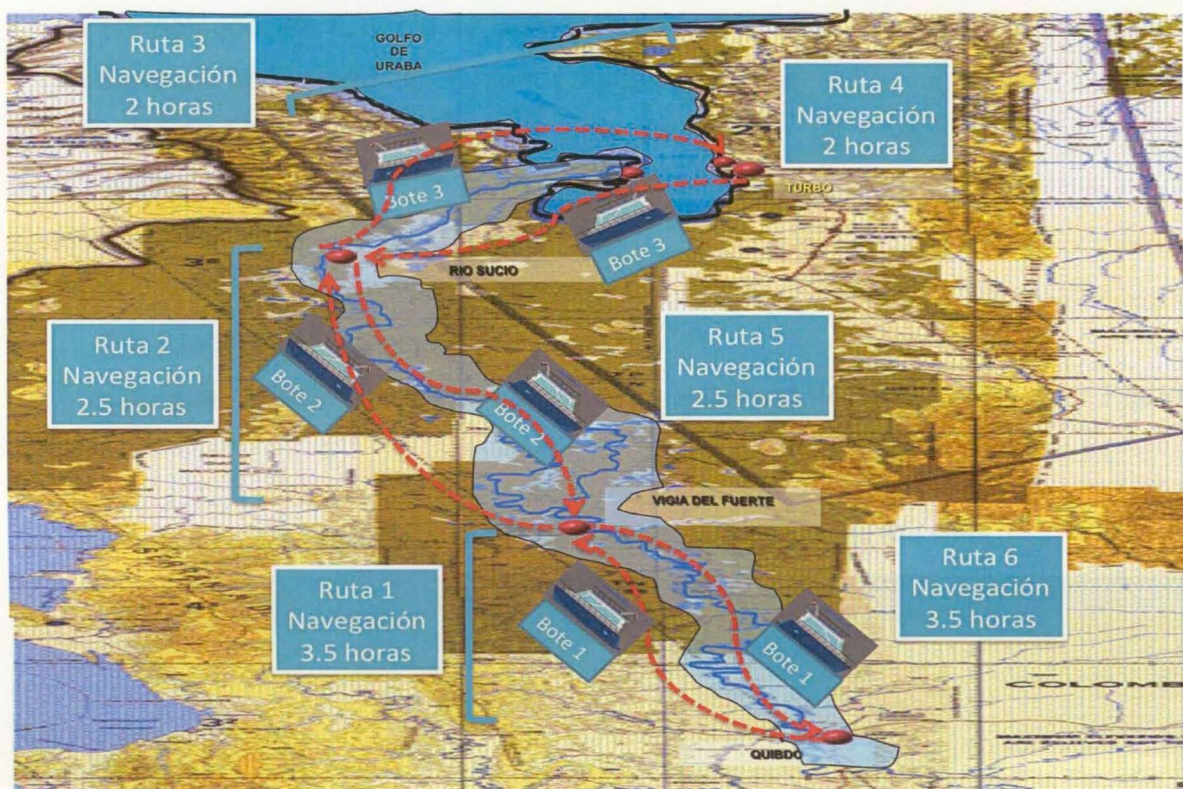 Ruta 3
Navegación
2 horas
GOLFO
DE
URABA
Ruta 4
Navegación
2 horas
TURBO
Bote 3
Bote 3
RIO SUCIO
Ruta 2
Navegación
2.5 horas
Ruta 5
Navegación
2.5 horas
Bote 2
Bote 2
VIGIA DEL FUERTE
Ruta 1
Navegación
3.5 horas
Ruta 6
Navegación
3.5 horas
Bote 1
Bote 1
COLOMB
QUIBDO